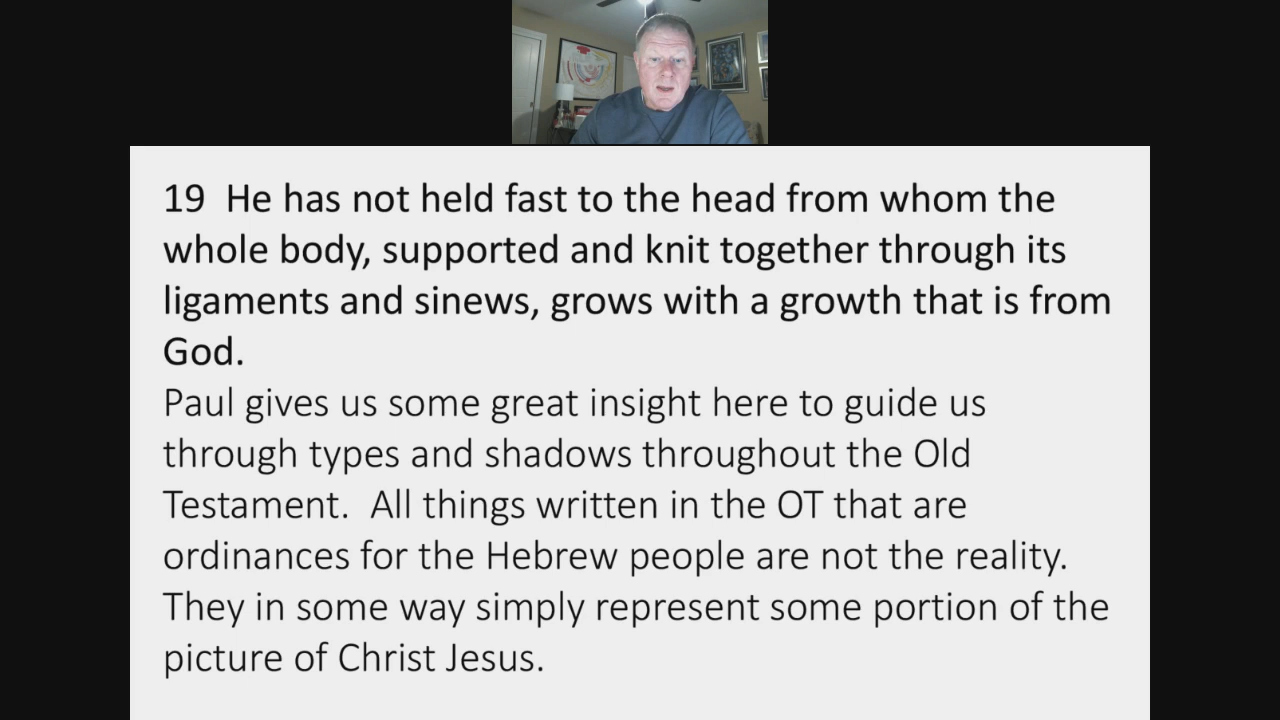 19  He has not held fast to the head from whom the
whole body, supported and knit together through its
ligaments and sinews, grows with a growth that is from
God.
Paul gives us some great insight here to guide us
through types and shadows throughout the Old
Testament.  All things written in the OT that are
ordinances for the Hebrew people are not the reality.
They in some way simply represent some portion of the
picture of Christ Jesus.